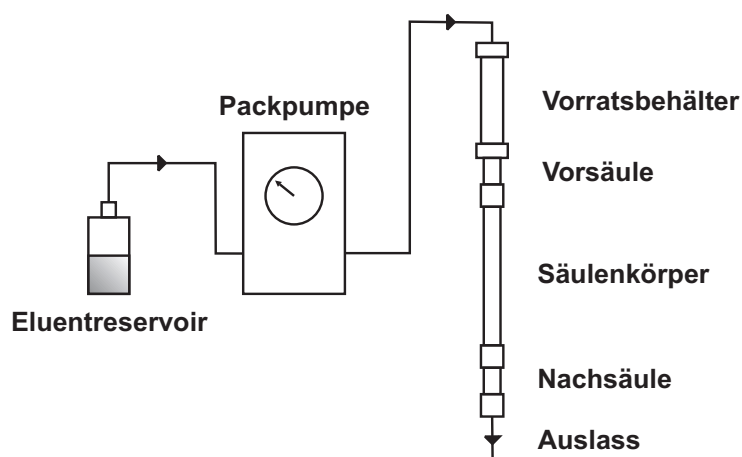 Packpumpe
Vorratsbehälter
Vorsäule
Säulenkörper
Eluentreservoir
Nachsäule
Auslass